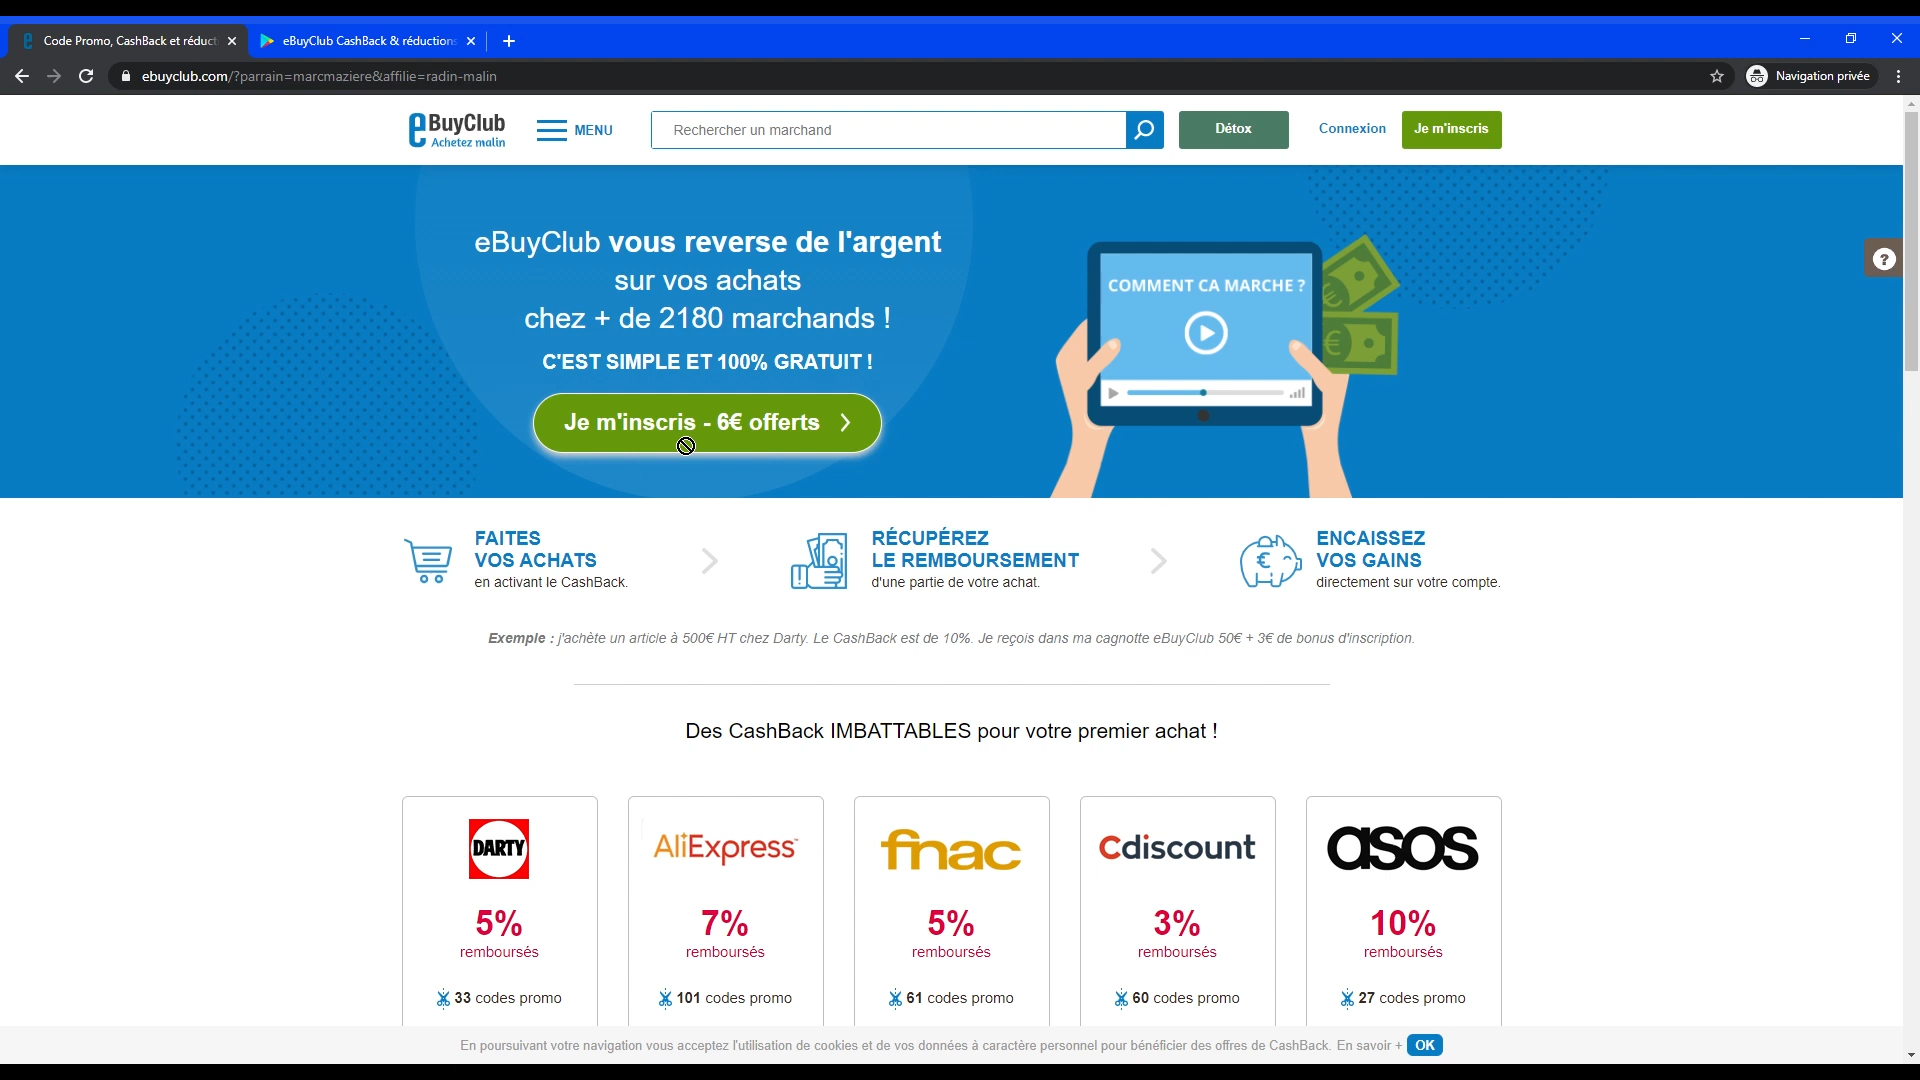 Code Promo, CashBack et réduct
eBuyClub CashBack & réductions
ebuyclub.com/?parrain=marcmaziere&affilie=radin-malin
Navigation privée
eBuyClub
Achetez malin
MENU
Rechercher un marchand
Détox
Connexion
Je m'inscris
eBuyClub vous reverse de l'argent
sur vos achats
chez + de 2180 marchands !
C'EST SIMPLE ET 100% GRATUIT !
Je m'inscris - 6€ offerts
COMMENT CA MARCHE ?
?
FAITES
VOS ACHATS
en activant le CashBack.
RÉCUPÉREZ
LE REMBOURSEMENT
d'une partie de votre achat.
ENCAISSEZ
VOS GAINS
directement sur votre compte.
Exemple : j'achète un article à 500€ HT chez Darty. Le CashBack est de 10%. Je reçois dans ma cagnotte eBuyClub 50€ + 3€ de bonus d'inscription.
Des CashBack IMBATTABLES pour votre premier achat !
DARTY
AliExpress
fnac
Cdiscount
asos
5%
7%
5%
3%
10%
remboursés
remboursés
remboursés
remboursés
remboursés
33 codes promo
101 codes promo
61 codes promo
60 codes promo
27 codes promo
En poursuivant votre navigation vous acceptez l'utilisation de cookies et de vos données à caractère personnel pour bénéficier des offres de CashBack. En savoir + OK